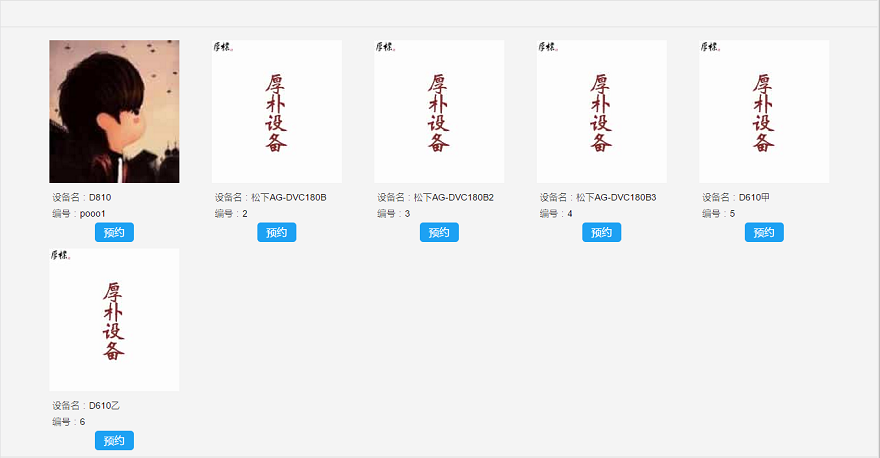 厚朴。
厚朴。
厚朴。
厚朴。
厚朴设备
厚朴设备
厚朴设备
厚朴设备
设备名：D810
设备名：松下AG-DVC180B
设备名：松下AG-DVC180B2
设备名：松下AG-DVC180B3
设备名：D610甲
编号：pooo1
编号：2
编号：3
编号：4
编号：5
预约
预约
预约
预约
预约
厚朴。
厚朴设备
设备名：D610乙
编号：6
预约